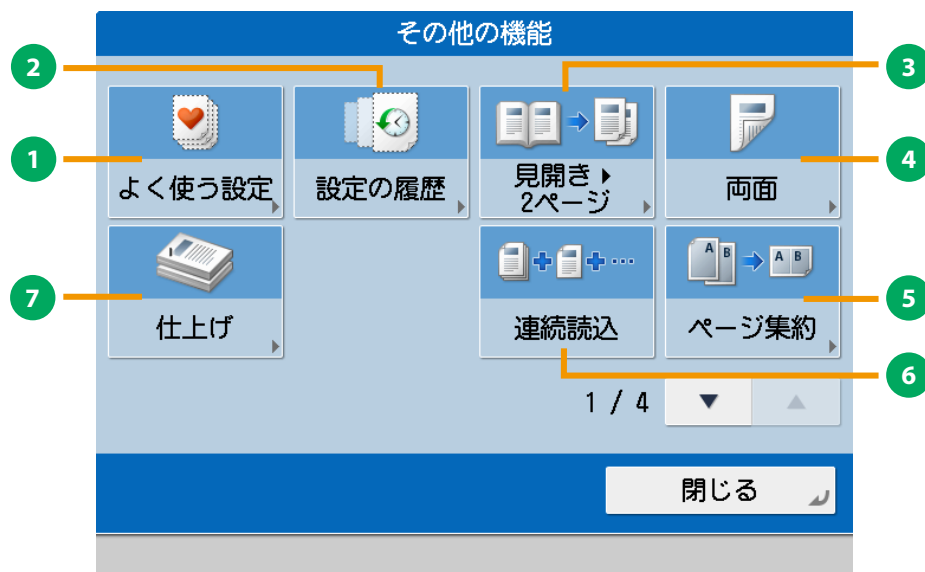 その他の機能
2
3
1
4
よく使う設定
設定の履歴
見開き▶
2ページ
両面
A B
A B
7
5
仕上げ
連続読込
ページ集約
6
1 / 4
▼
▲
閉じる